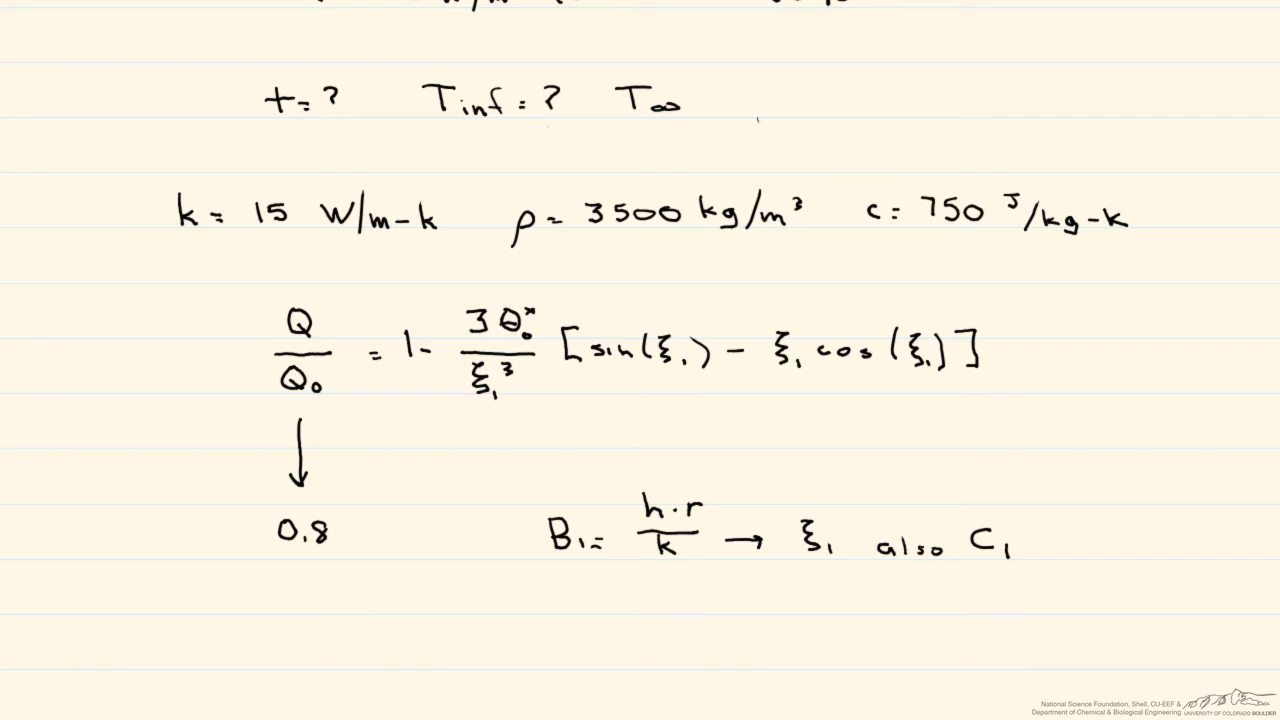 t = ? Tinf = ? T∞
k = 15 W/m-k ρ = 3500 kg/m³ c = 750 J/kg-k
Q/Q₀ = 1 - 3θ₀*/ξ₁³ [sin(ξ₁) - ξ₁ cos(ξ₁)]
↓
0.8 Bi = h·r/k → ξ₁ also C₁
National Science Foundation, Shell, CU-EEF &
Department of Chemical & Biological Engineering UNIVERSITY OF COLORADO BOULDER